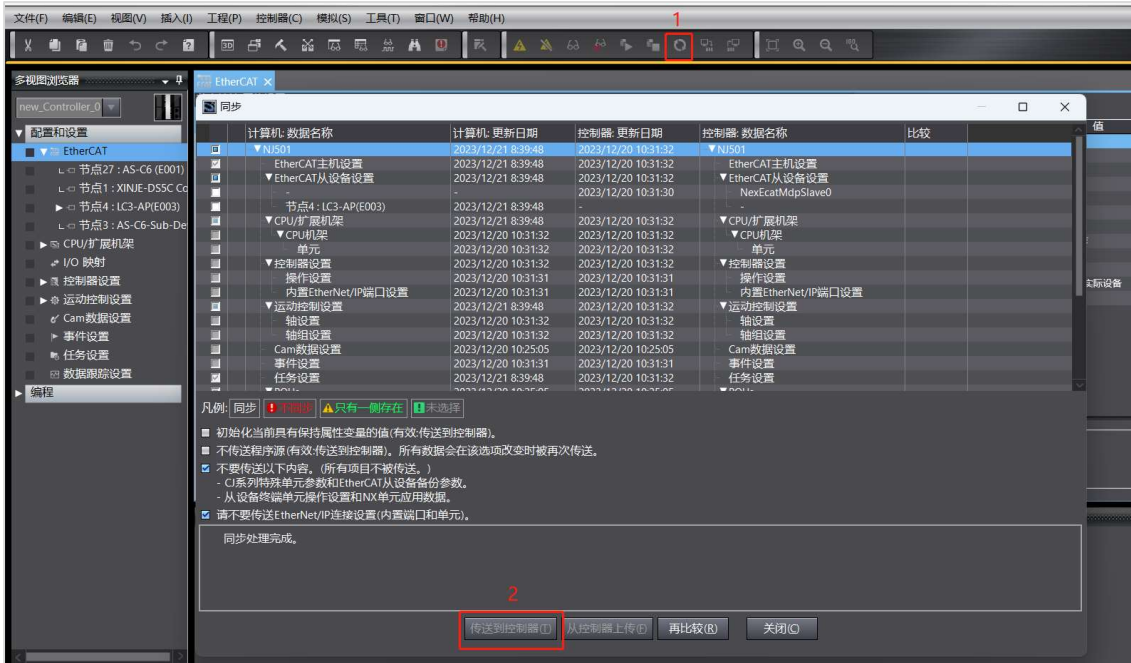 文件(F) 编辑(E) 视图(V) 插入(I) 工程(P) 控制器(C) 模拟(S) 工具(T) 窗口(W) 帮助(H)
1
多视图浏览器
EtherCAT
new_Controller_0
同步
值
配置和设置
计算机: 数据名称 计算机: 更新日期 控制器: 更新日期 控制器: 数据名称 比较
EtherCAT
▼NJ501 2023/12/21 8:39:48 2023/12/20 10:31:32 ▼NJ501
节点27 : AS-C6 (E001)
EtherCAT主机设置 2023/12/21 8:39:48 2023/12/20 10:31:32 EtherCAT主机设置
▼EtherCAT从设备设置 2023/12/21 8:39:48 2023/12/20 10:31:32 ▼EtherCAT从设备设置
节点1 : XINJE-DS5C Co
- - 2023/12/20 10:31:30 NexEcatMdpSlave0
节点4 : LC3-AP(E003)
节点4 : LC3-AP(E003) 2023/12/21 8:39:48 - -
节点3 : AS-C6-Sub-De
▼CPU/扩展机架 2023/12/21 8:39:48 2023/12/20 10:31:32 ▼CPU/扩展机架
▼CPU机架 2023/12/20 10:31:32 2023/12/20 10:31:32 ▼CPU机架
CPU/扩展机架
单元 2023/12/20 10:31:32 2023/12/20 10:31:32 单元
I/O 映射
▼控制器设置 2023/12/20 10:31:32 2023/12/20 10:31:32 ▼控制器设置
控制器设置
操作设置 2023/12/20 10:31:31 2023/12/20 10:31:31 操作设置
实际设备
内置EtherNet/IP端口设置 2023/12/20 10:31:31 2023/12/20 10:31:31 内置EtherNet/IP端口设置
运动控制设置
▼运动控制设置 2023/12/21 8:39:48 2023/12/20 10:31:32 ▼运动控制设置
Cam数据设置
轴设置 2023/12/20 10:31:32 2023/12/20 10:31:32 轴设置
轴组设置 2023/12/20 10:31:32 2023/12/20 10:31:32 轴组设置
事件设置
Cam数据设置 2023/12/20 10:25:05 2023/12/20 10:25:05 Cam数据设置
任务设置
事件设置 2023/12/20 10:31:31 2023/12/20 10:31:31 事件设置
数据跟踪设置
任务设置 2023/12/21 8:39:48 2023/12/20 10:31:32 任务设置
编程
凡例: 同步 不同步 只有一侧存在 未选择
初始化当前具有保持属性变量的值(有效:传送到控制器)。
不传送程序源(有效:传送到控制器)。所有数据会在该选项改变时被再次传送。
不要传送以下内容。(所有项目不被传送。)
- CJ系列特殊单元参数和EtherCAT从设备备份参数。
- 从设备终端单元操作设置和NX单元应用数据。
请不要传送EtherNet/IP连接设置(内置端口和单元)。
同步处理完成。
2
传送到控制器(T) 从控制器上传(F) 再比较(R) 关闭(C)